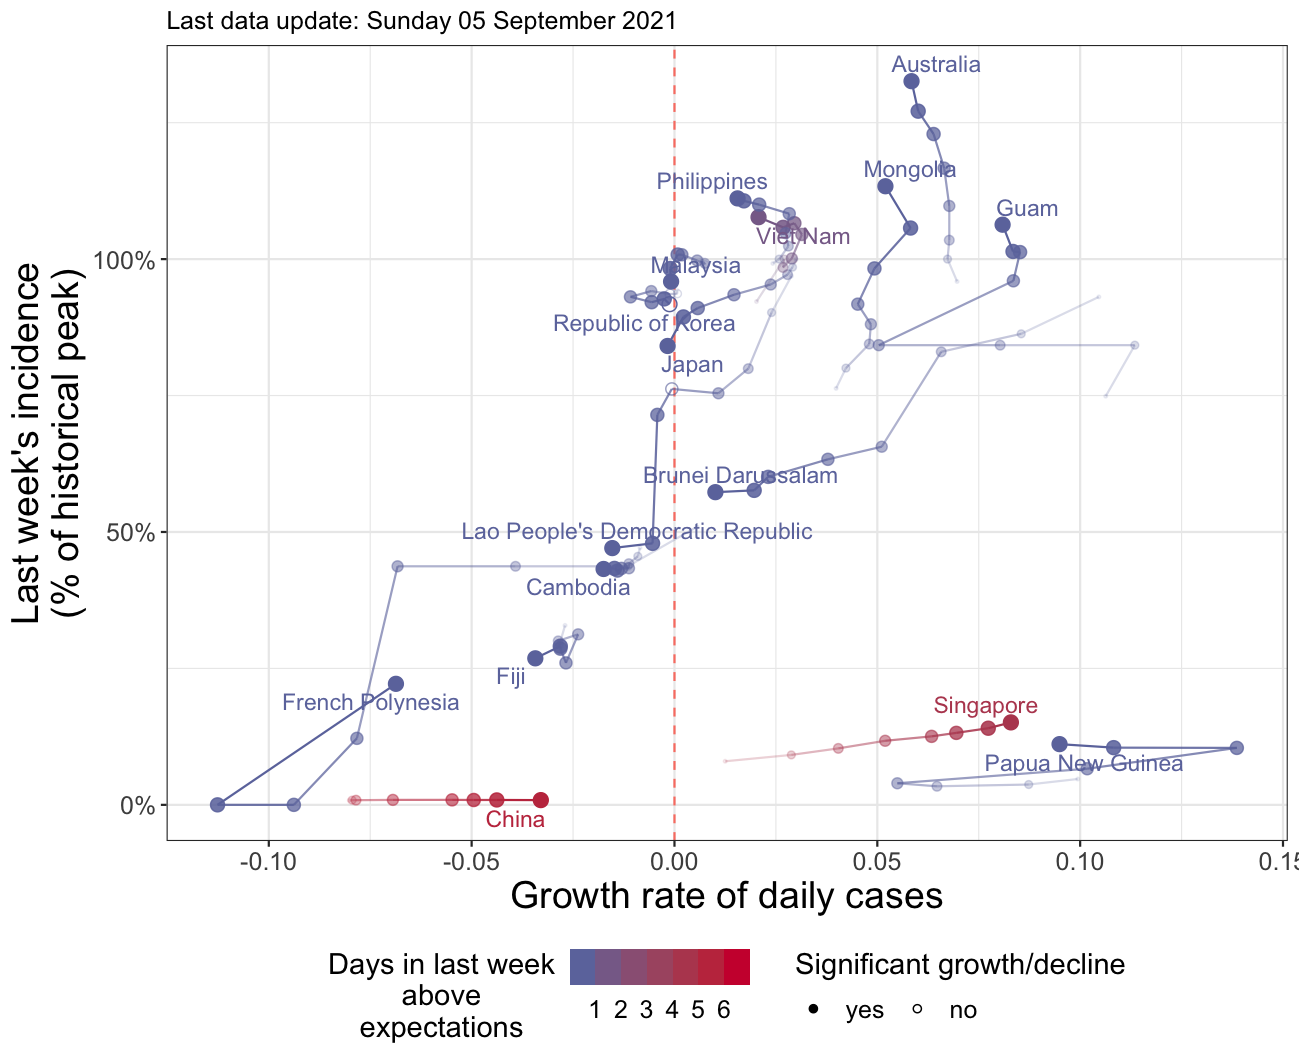 Last data update: Sunday 05 September 2021
Last week's incidence
(% of historical peak)
100%
50%
0%
Australia
Mongolia
Philippines
Guam
Viet Nam
Malaysia
Republic of Korea
Japan
Brunei Darussalam
Lao People's Democratic Republic
Cambodia
Fiji
French Polynesia
Singapore
Papua New Guinea
China
-0.10
-0.05
0.00
0.05
0.10
0.15
Growth rate of daily cases
Days in last week
above
expectations
1 2 3 4 5 6
Significant growth/decline
yes
no